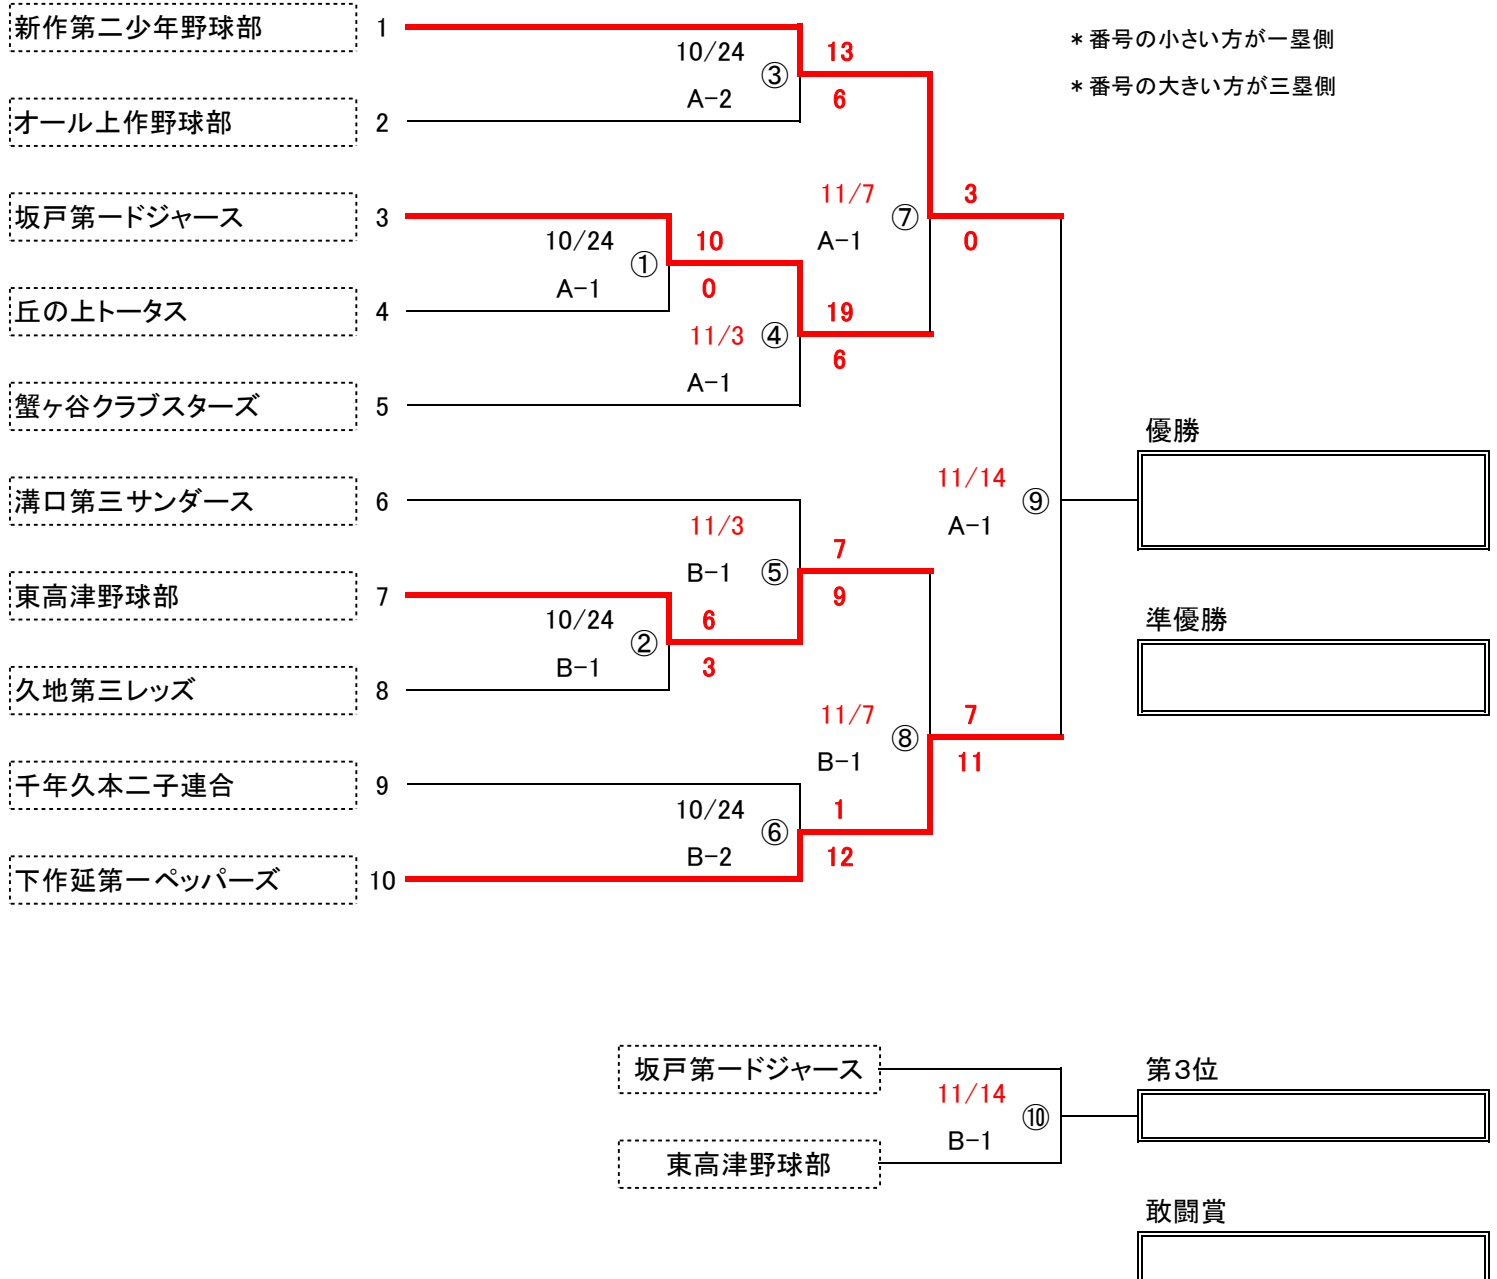 新作第二少年野球部 1
10/24 ③ 13
A-2 6
オール上作野球部 2
*番号の小さい方が一塁側
*番号の大きい方が三塁側
坂戸第一ドジャース 3
10/24 ① 10
A-1 0
丘の上トータス 4
11/3 ④ 19
A-1 6
蟹ヶ谷クラブスターズ 5
11/7 ⑦ 3
A-1 0
溝口第三サンダース 6
11/3 7
B-1 ⑤ 9
東高津野球部 7
10/24 ② 6
B-1 3
久地第三レッズ 8
11/7 ⑧ 7
B-1 11
千年久本二子連合 9
10/24 ⑥ 1
B-2 12
下作延第一ペッパーズ 10
11/14 ⑨
A-1
優勝
準優勝
坂戸第一ドジャース
11/14 ⑩
B-1
東高津野球部
第3位
敢闘賞